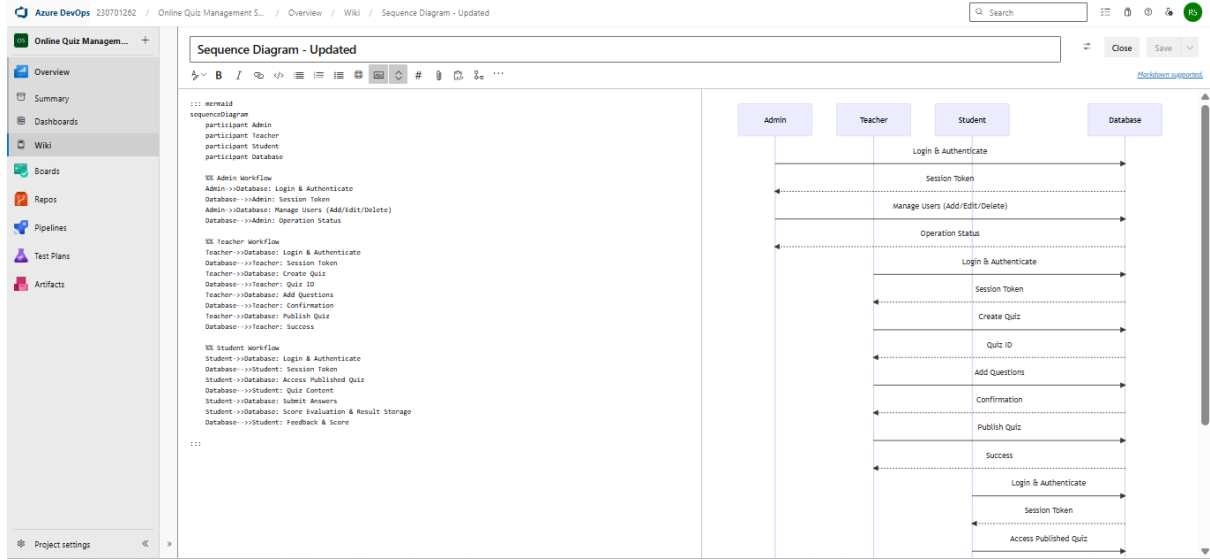 Azure DevOps 230701262 / Online Quiz Management S... / Overview / Wiki / Sequence Diagram - Updated
Search
RS
OS Online Quiz Managem... +
Overview
Summary
Dashboards
Wiki
Boards
Repos
Pipelines
Test Plans
Artifacts
Project settings
Sequence Diagram - Updated
Close
Save
Markdown supported.
::: mermaid
sequenceDiagram
participant Admin
participant Teacher
participant Student
participant Database
%% Admin Workflow
Admin->>Database: Login & Authenticate
Database-->>Admin: Session Token
Admin->>Database: Manage Users (Add/Edit/Delete)
Database-->>Admin: Operation Status
%% Teacher Workflow
Teacher->>Database: Login & Authenticate
Database-->>Teacher: Session Token
Teacher->>Database: Create Quiz
Database-->>Teacher: Quiz ID
Teacher->>Database: Add Questions
Database-->>Teacher: Confirmation
Teacher->>Database: Publish Quiz
Database-->>Teacher: Success
%% Student Workflow
Student->>Database: Login & Authenticate
Database-->>Student: Session Token
Student->>Database: Access Published Quiz
Database-->>Student: Quiz Content
Student->>Database: Submit Answers
Student->>Database: Score Evaluation & Result Storage
Database-->>Student: Feedback & Score
:::
Admin Teacher Student Database
Login & Authenticate
Session Token
Manage Users (Add/Edit/Delete)
Operation Status
Login & Authenticate
Session Token
Create Quiz
Quiz ID
Add Questions
Confirmation
Publish Quiz
Success
Login & Authenticate
Session Token
Access Published Quiz